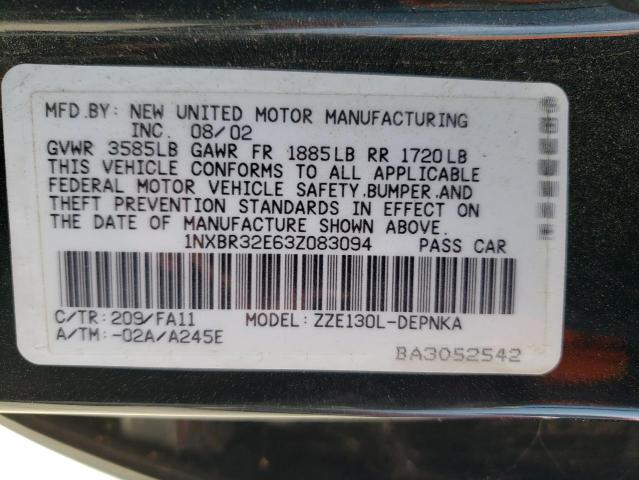 MFD.BY: NEW UNITED MOTOR MANUFACTURING
INC. 08/02
GVWR 3585LB GAWR FR 1885LB RR 1720LB
THIS VEHICLE CONFORMS TO ALL APPLICABLE
FEDERAL MOTOR VEHICLE SAFETY.BUMPER.AND
THEFT PREVENTION STANDARDS IN EFFECT ON
THE DATE OF MANUFACTURE SHOWN ABOVE.
1NXBR32E63Z083094 PASS CAR
C/TR: 209/FA11 MODEL: ZZE130L-DEPNKA
A/TM: -02A/A245E
BA3052542